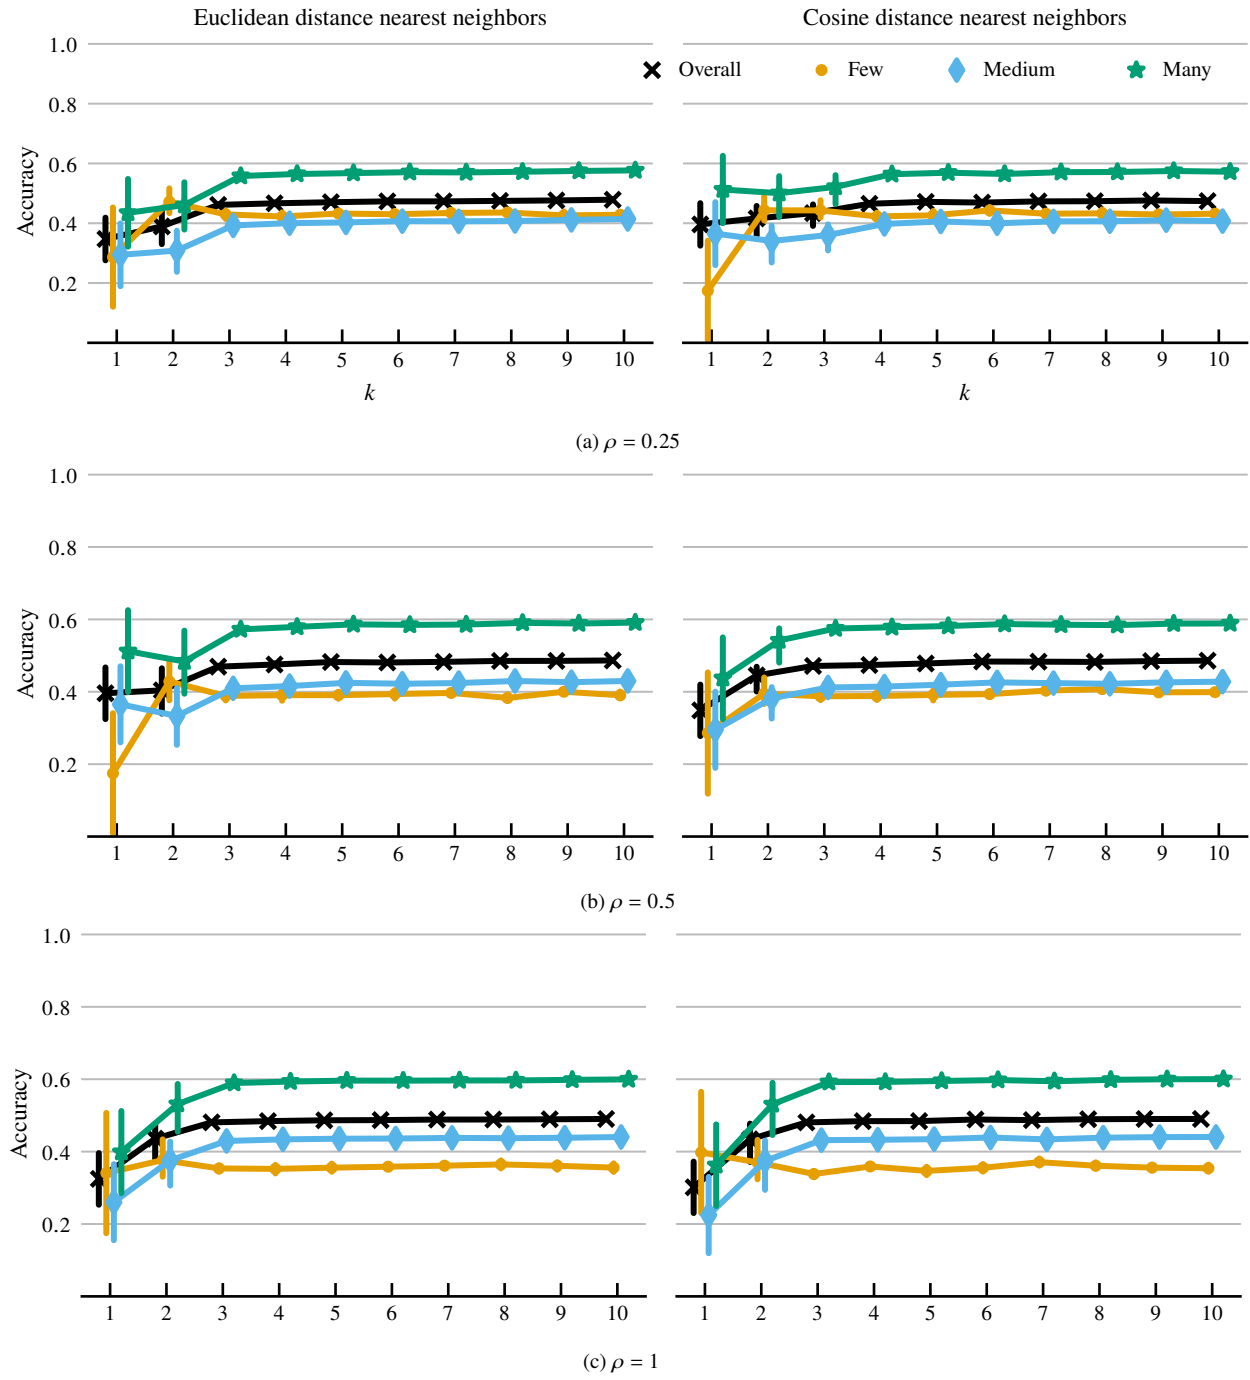 Euclidean distance nearest neighbors
Cosine distance nearest neighbors
Overall Few Medium Many
Accuracy
1.0
0.8
0.6
0.4
0.2
1 2 3 4 5 6 7 8 9 10
k
1 2 3 4 5 6 7 8 9 10
k
(a) ρ = 0.25
Accuracy
1.0
0.8
0.6
0.4
0.2
1 2 3 4 5 6 7 8 9 10
1 2 3 4 5 6 7 8 9 10
(b) ρ = 0.5
Accuracy
1.0
0.8
0.6
0.4
0.2
1 2 3 4 5 6 7 8 9 10
1 2 3 4 5 6 7 8 9 10
(c) ρ = 1